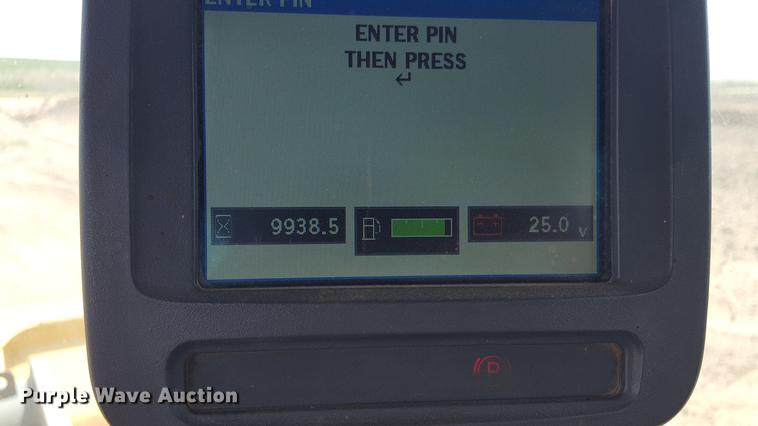 ENTER PIN
ENTER PIN
THEN PRESS
9938.5
25.0 v
P
Purple Wave Auction